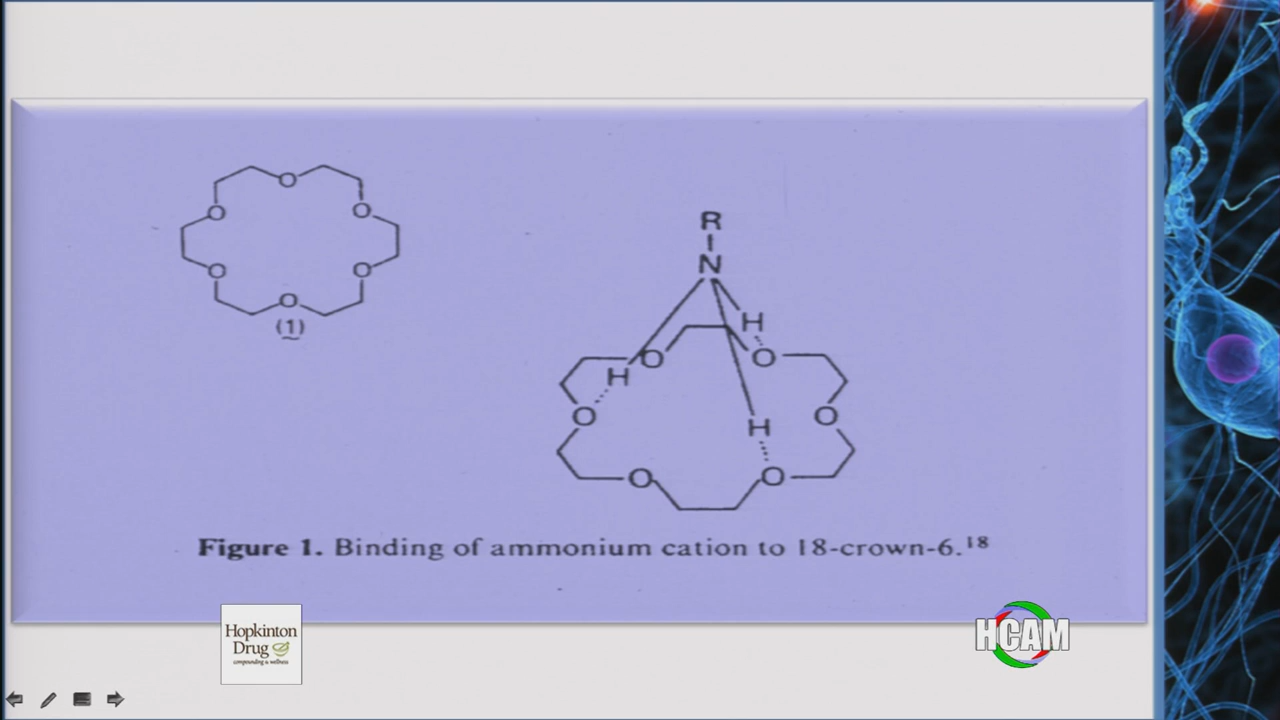 O
O
O
O
O
O
(1)
R
N
H
O
O
H
O
O
H
O
O
Figure 1. Binding of ammonium cation to 18-crown-6.18
Hopkinton
Drug
compounding & wellness
HCAM